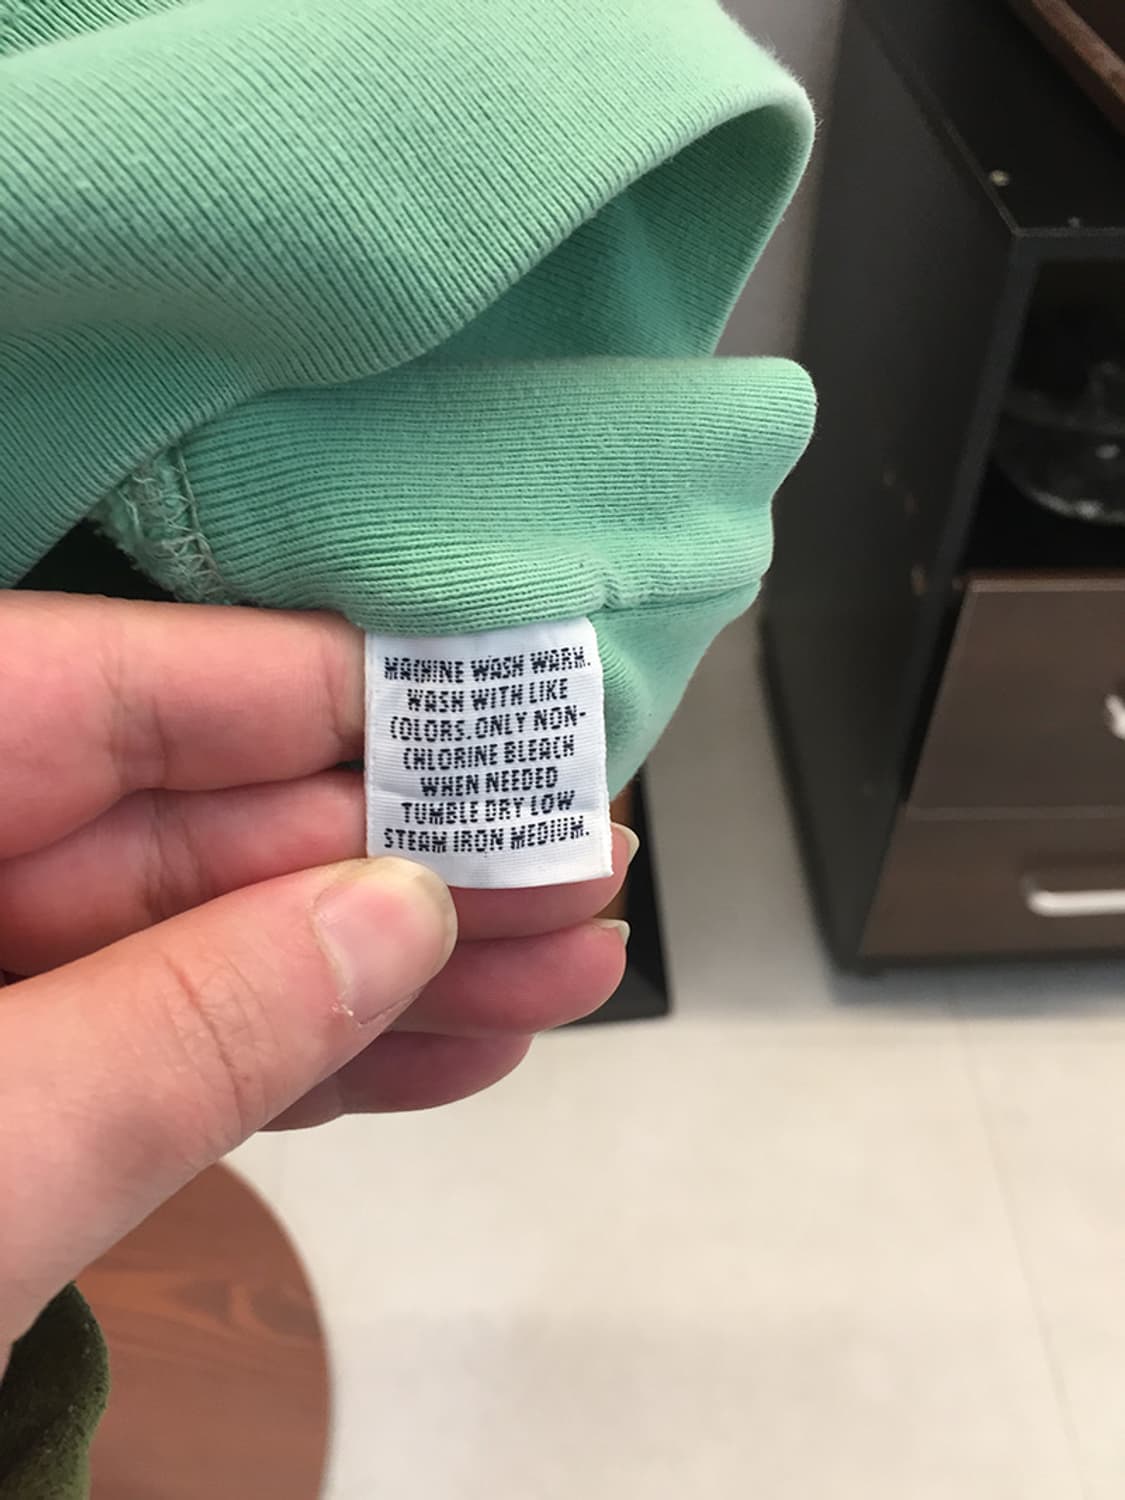 MACHINE WASH WARM.
WASH WITH LIKE
COLORS. ONLY NON-
CHLORINE BLEACH
WHEN NEEDED
TUMBLE DRY LOW
STEAM IRON MEDIUM.